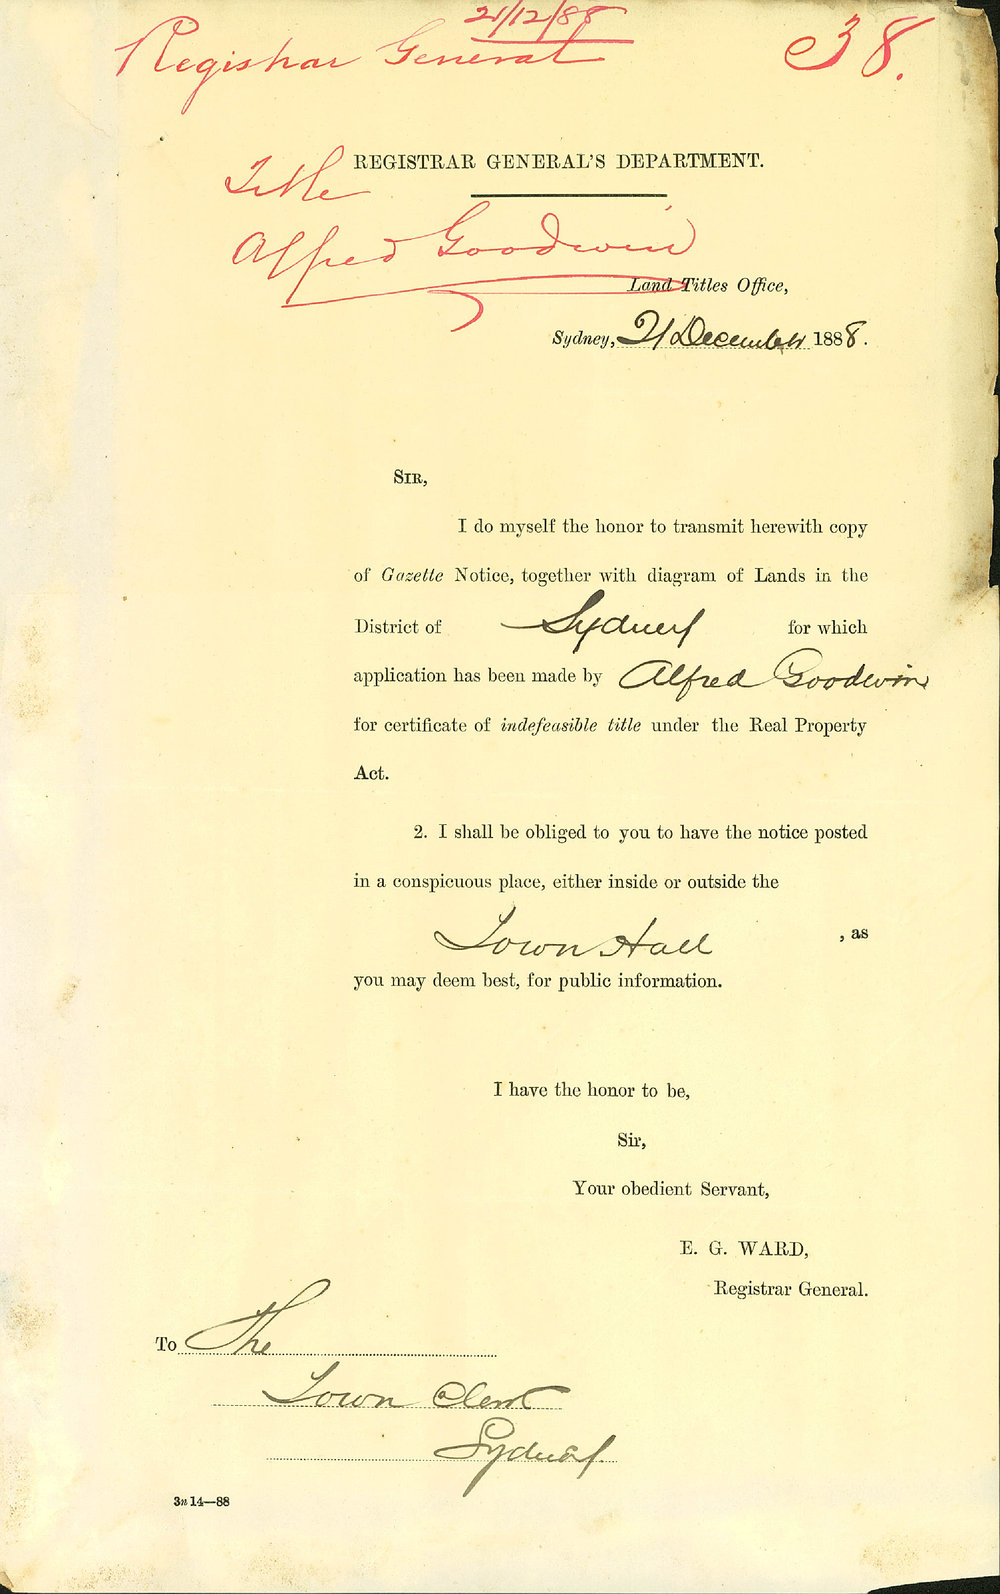 21/12/88
Registrar General 38.
REGISTRAR GENERAL'S DEPARTMENT.
Title
Alfred Goodwin
Land Titles Office,
Sydney, 21 December 1888.
SIR,
I do myself the honor to transmit herewith copy
of Gazette Notice, together with diagram of Lands in the
District of Sydney for which
application has been made by Alfred Goodwin
for certificate of indefeasible title under the Real Property
Act.
2. I shall be obliged to you to have the notice posted
in a conspicuous place, either inside or outside the
Town Hall, as
you may deem best, for public information.
I have the honor to be,
Sir,
Your obedient Servant,
E. G. WARD,
Registrar General.
To The
Town Clerk
Sydney.
3n 14—88